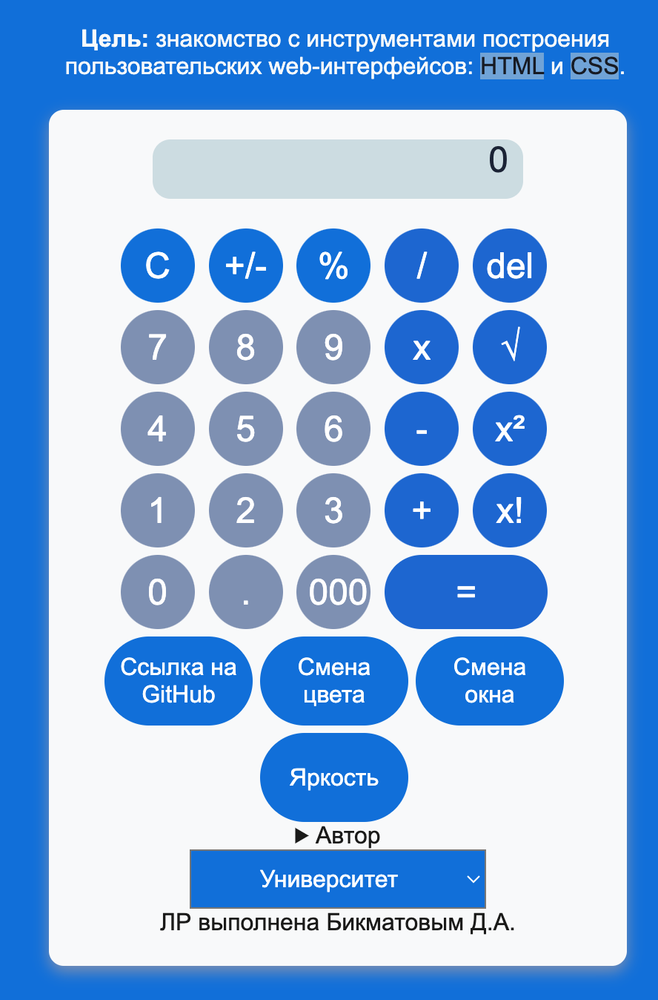 Цель: знакомство с инструментами построения
пользовательских web-интерфейсов: HTML и CSS.
0
C +/- % / del
7 8 9 x √
4 5 6 - x²
1 2 3 + x!
0 . 000 =
Ссылка на
GitHub
Смена
цвета
Смена
окна
Яркость
Автор
Университет
ЛР выполнена Бикматовым Д.А.